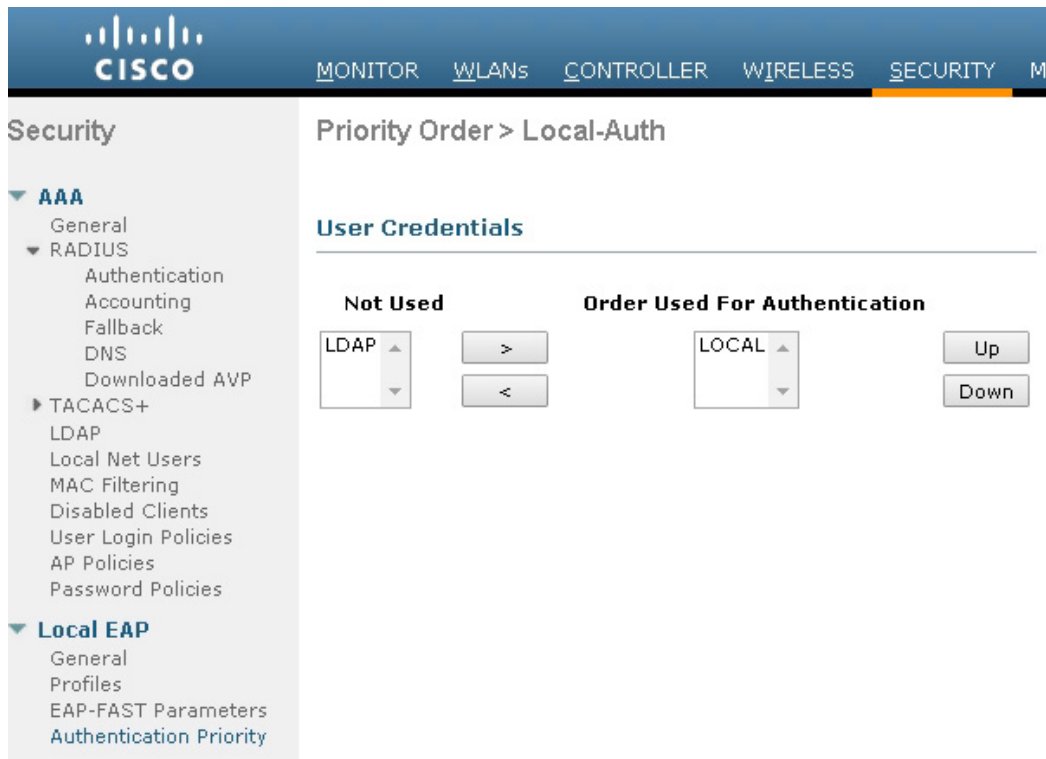 CISCO
MONITOR WLANs CONTROLLER WIRELESS SECURITY M
Security
AAA
General
RADIUS
Authentication
Accounting
Fallback
DNS
Downloaded AVP
TACACS+
LDAP
Local Net Users
MAC Filtering
Disabled Clients
User Login Policies
AP Policies
Password Policies
Local EAP
General
Profiles
EAP-FAST Parameters
Authentication Priority
Priority Order > Local-Auth
User Credentials
Not Used
Order Used For Authentication
LDAP
>
<
LOCAL
Up
Down